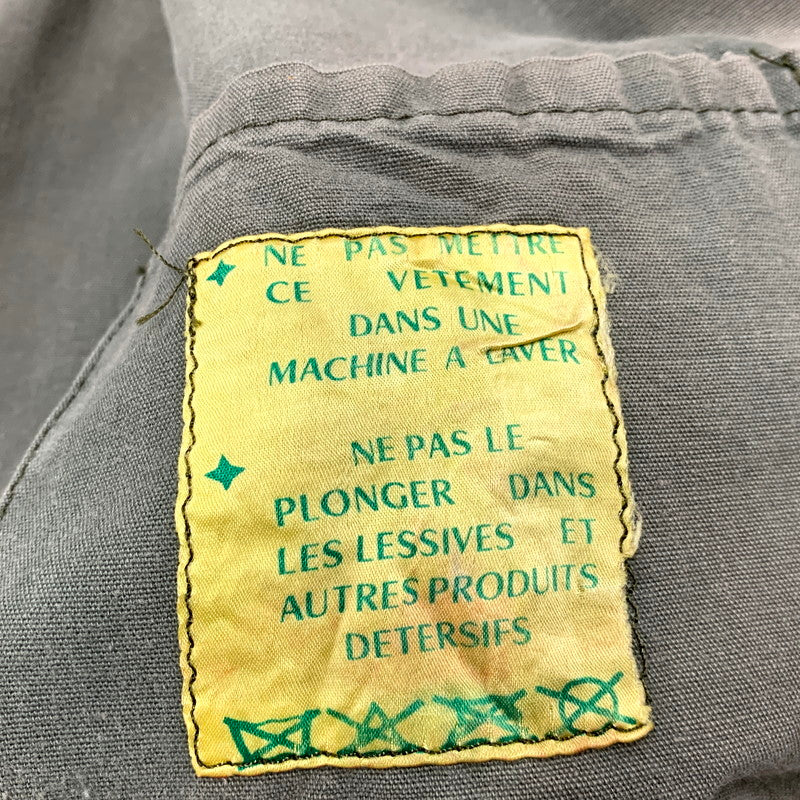 NE PAS METTRE
CE VETEMENT
DANS UNE
MACHINE A LAVER
NE PAS LE
PLONGER DANS
LES LESSIVES ET
AUTRES PRODUITS
DETERSIFS